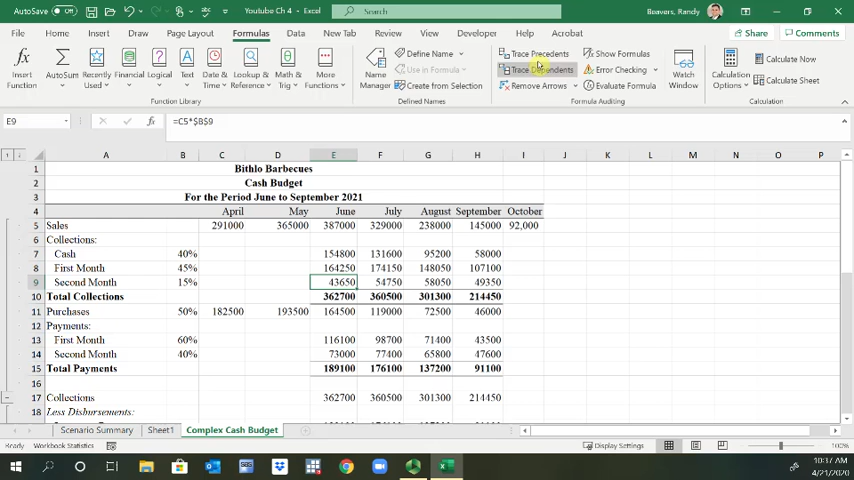 AutoSave Off Youtube Ch 4 - Excel Search Beavers, Randy
File Home Insert Draw Page Layout Formulas Data New Tab Review View Developer Help Acrobat Share Comments
Insert Function AutoSum Recently Used Financial Logical Text Date & Time Lookup & Reference Math & Trig More Functions Name Manager Define Name Use in Formula Create from Selection Trace Precedents Trace Dependents Remove Arrows Show Formulas Error Checking Evaluate Formula Watch Window Calculation Options Calculate Now Calculate Sheet
Function Library Defined Names Formula Auditing Calculation
E9 fx =C5*$B$9
1 2 A B C D E F G H I J K L M N O P
1 Bithlo Barbecues
2 Cash Budget
3 For the Period June to September 2021
4 April May June July August September October
5 Sales 291000 365000 387000 329000 238000 145000 92,000
6 Collections:
7 Cash 40% 154800 131600 95200 58000
8 First Month 45% 164250 174150 148050 107100
9 Second Month 15% 43650 54750 58050 49350
10 Total Collections 362700 360500 301300 214450
11 Purchases 50% 182500 193500 164500 119000 72500 46000
12 Payments:
13 First Month 60% 116100 98700 71400 43500
14 Second Month 40% 73000 77400 65800 47600
15 Total Payments 189100 176100 137200 91100
16
17 Collections 362700 360500 301300 214450
18 Less Disbursements:
Scenario Summary Sheet1 Complex Cash Budget
Ready Workbook Statistics Display Settings 100%
10:37 AM
4/21/2020